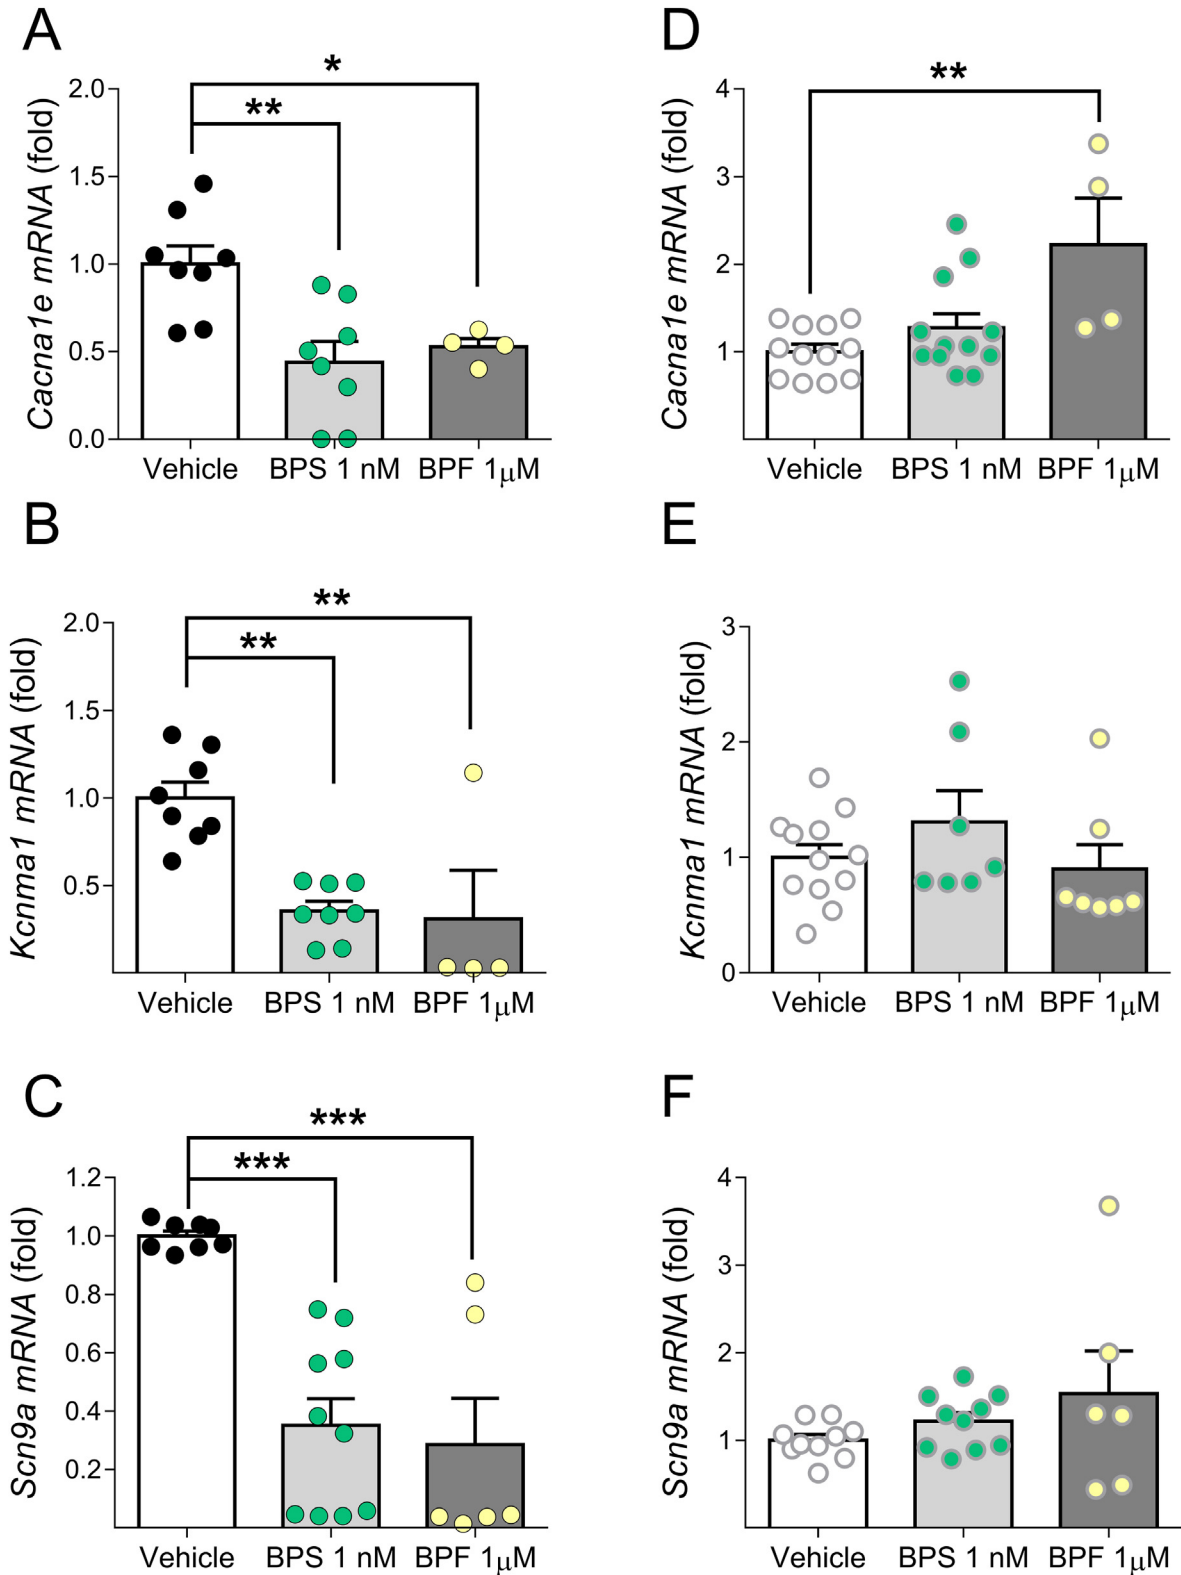 A
Cacna1e mRNA (fold)
2.0
1.5
1.0
0.5
0.0
*
**
Vehicle BPS 1 nM BPF 1μM
D
Cacna1e mRNA (fold)
4
3
2
1
**
Vehicle BPS 1 nM BPF 1μM
B
Kcnma1 mRNA (fold)
2.0
1.5
1.0
0.5
**
**
Vehicle BPS 1 nM BPF 1μM
E
Kcnma1 mRNA (fold)
3
2
1
0
Vehicle BPS 1 nM BPF 1μM
C
Scn9a mRNA (fold)
1.2
1.0
0.8
0.6
0.4
0.2
***
***
Vehicle BPS 1 nM BPF 1μM
F
Scn9a mRNA (fold)
4
3
2
1
Vehicle BPS 1 nM BPF 1μM